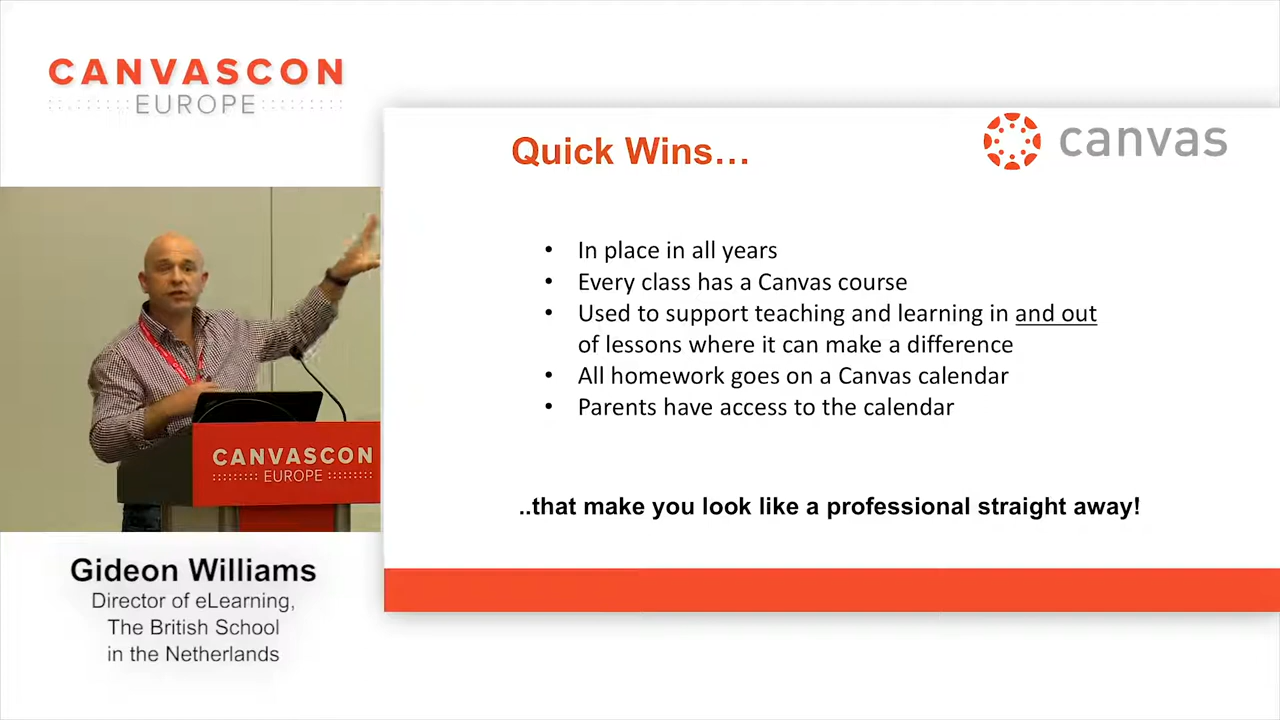 CANVASCON
EUROPE
Quick Wins…
canvas
• In place in all years
• Every class has a Canvas course
• Used to support teaching and learning in and out
of lessons where it can make a difference
• All homework goes on a Canvas calendar
• Parents have access to the calendar
..that make you look like a professional straight away!
CANVASCON
EUROPE
Gideon Williams
Director of eLearning,
The British School
in the Netherlands